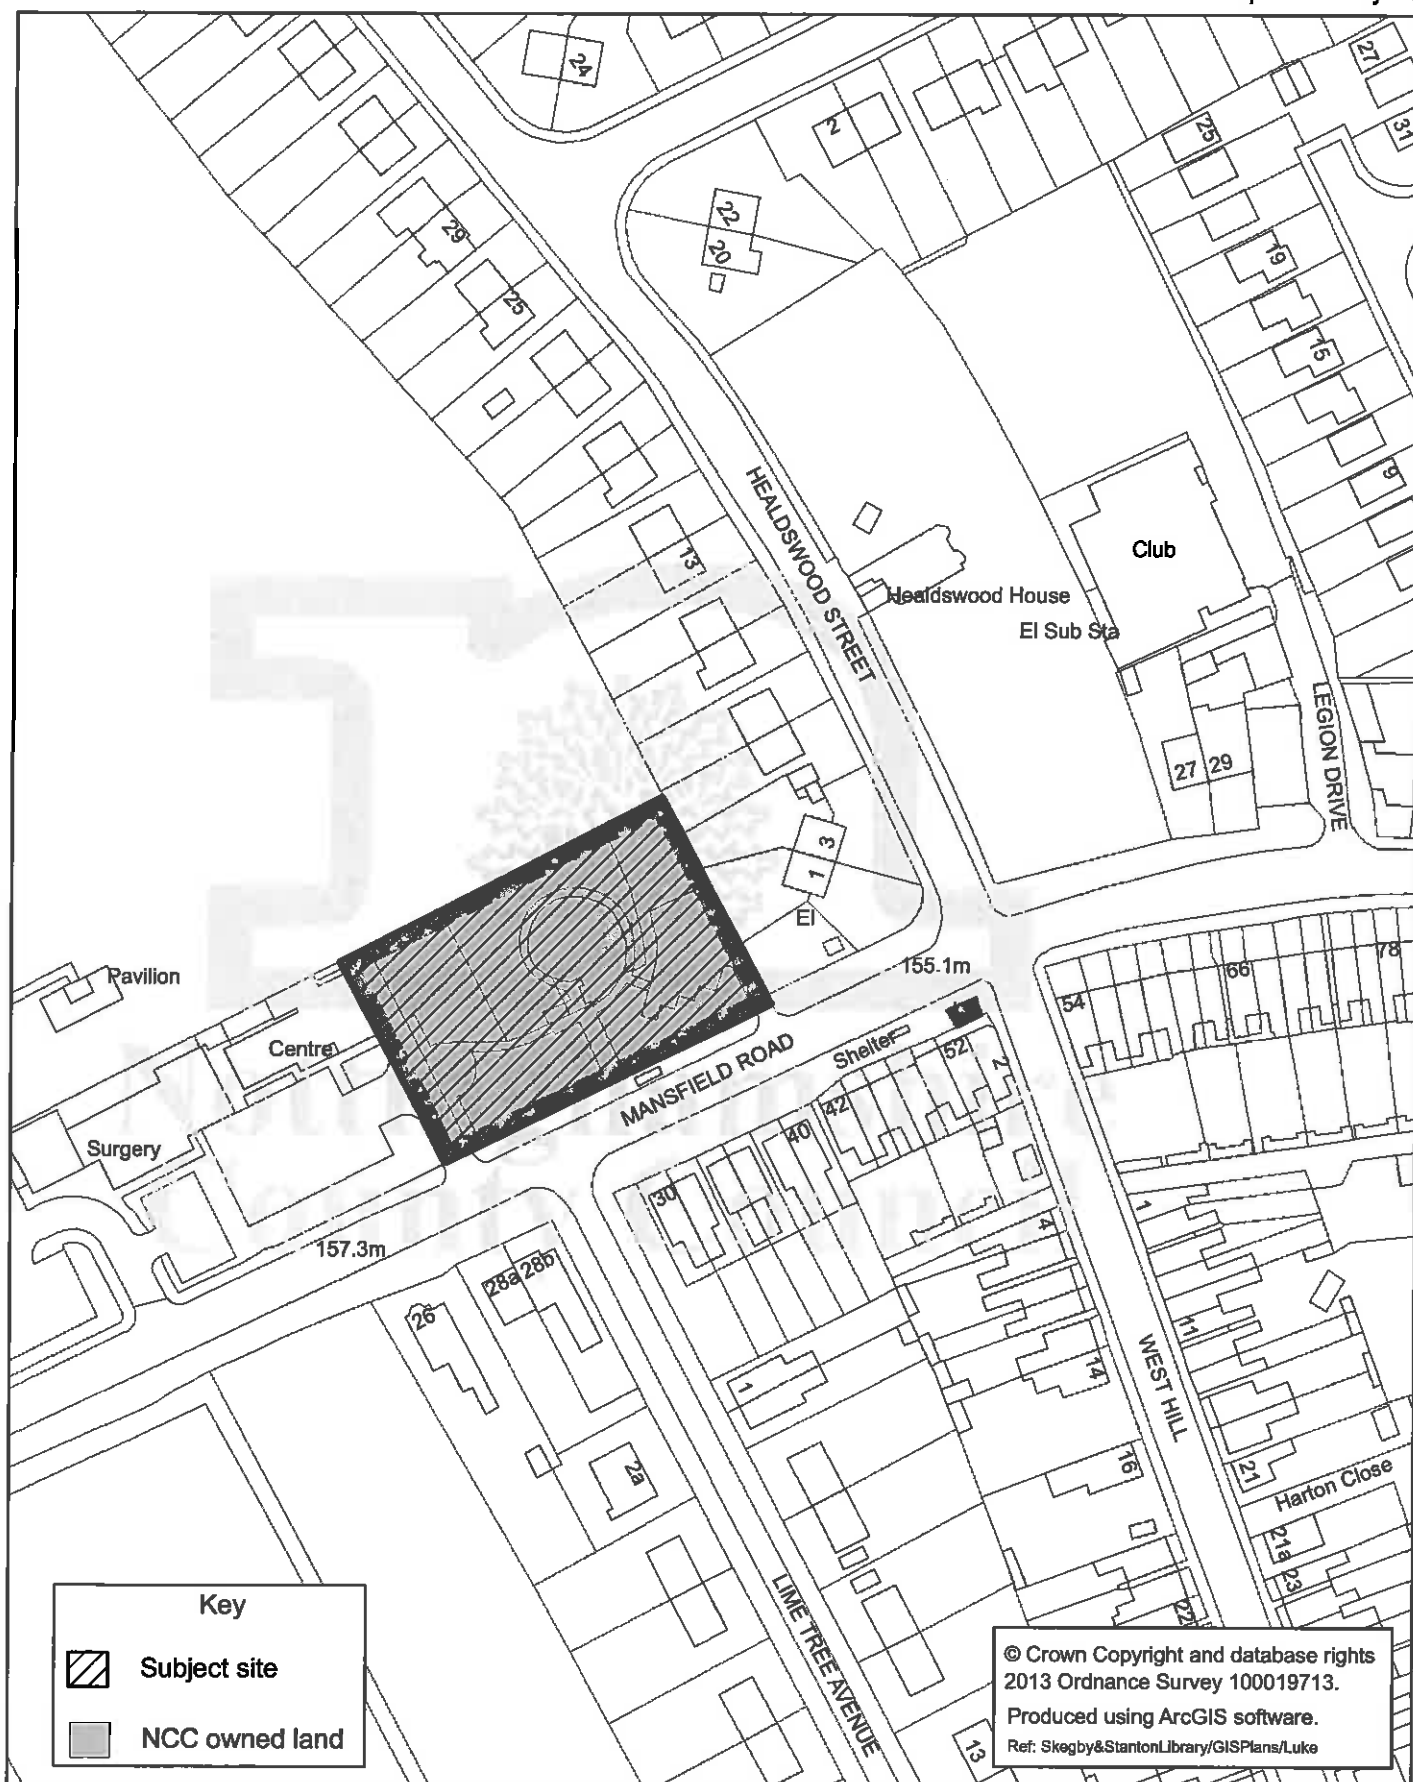 24
27
2
25
31
22
20
29
19
25
15
9
HEALDSWOOD STREET
13
Club
Healdswood House
El Sub Sta
LEGION DRIVE
27
29
3
1
El
Pavilion
155.1m
78
66
54
Centre
Shelter
52
2
MANSFIELD ROAD
42
40
Surgery
30
Nottinghamshire
County Council
1
4
157.3m
28a
28b
26
11
WEST HILL
1
14
16
2a
21
Harton Close
21a
23
22
LIME TREE AVENUE
13
Key
Subject site
NCC owned land
© Crown Copyright and database rights
2013 Ordnance Survey 100019713.
Produced using ArcGIS software.
Ref: Skegby&StantonLibrary/GISPlans/Luke